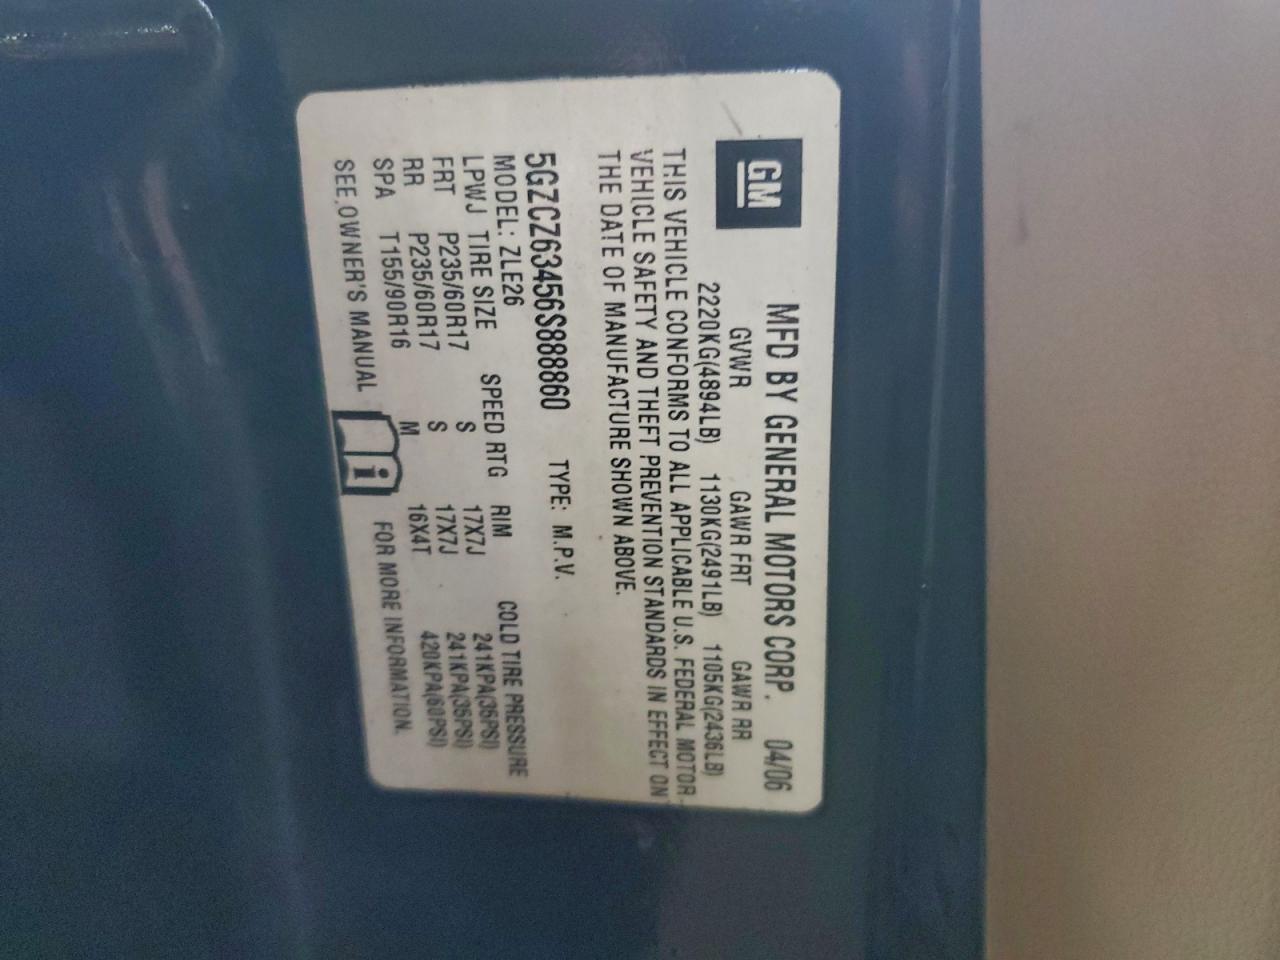 GM
MFD BY GENERAL MOTORS CORP. 04/06
GVWR GAWR FRT GAWR RR
2220KG(4894LB) 1130KG(2491LB) 1105KG(2436LB)
THIS VEHICLE CONFORMS TO ALL APPLICABLE U.S. FEDERAL MOTOR
VEHICLE SAFETY AND THEFT PREVENTION STANDARDS IN EFFECT ON
THE DATE OF MANUFACTURE SHOWN ABOVE.
5GZCZ63456S888860 TYPE: M.P.V.
MODEL: ZLE26
LPWJ TIRE SIZE SPEED RTG RIM COLD TIRE PRESSURE
FRT P235/60R17 S 17X7J 241KPA(35PSI)
RR P235/60R17 S 17X7J 241KPA(35PSI)
SPA T155/90R16 M 16X4T 420KPA(60PSI)
SEE OWNER'S MANUAL i FOR MORE INFORMATION.